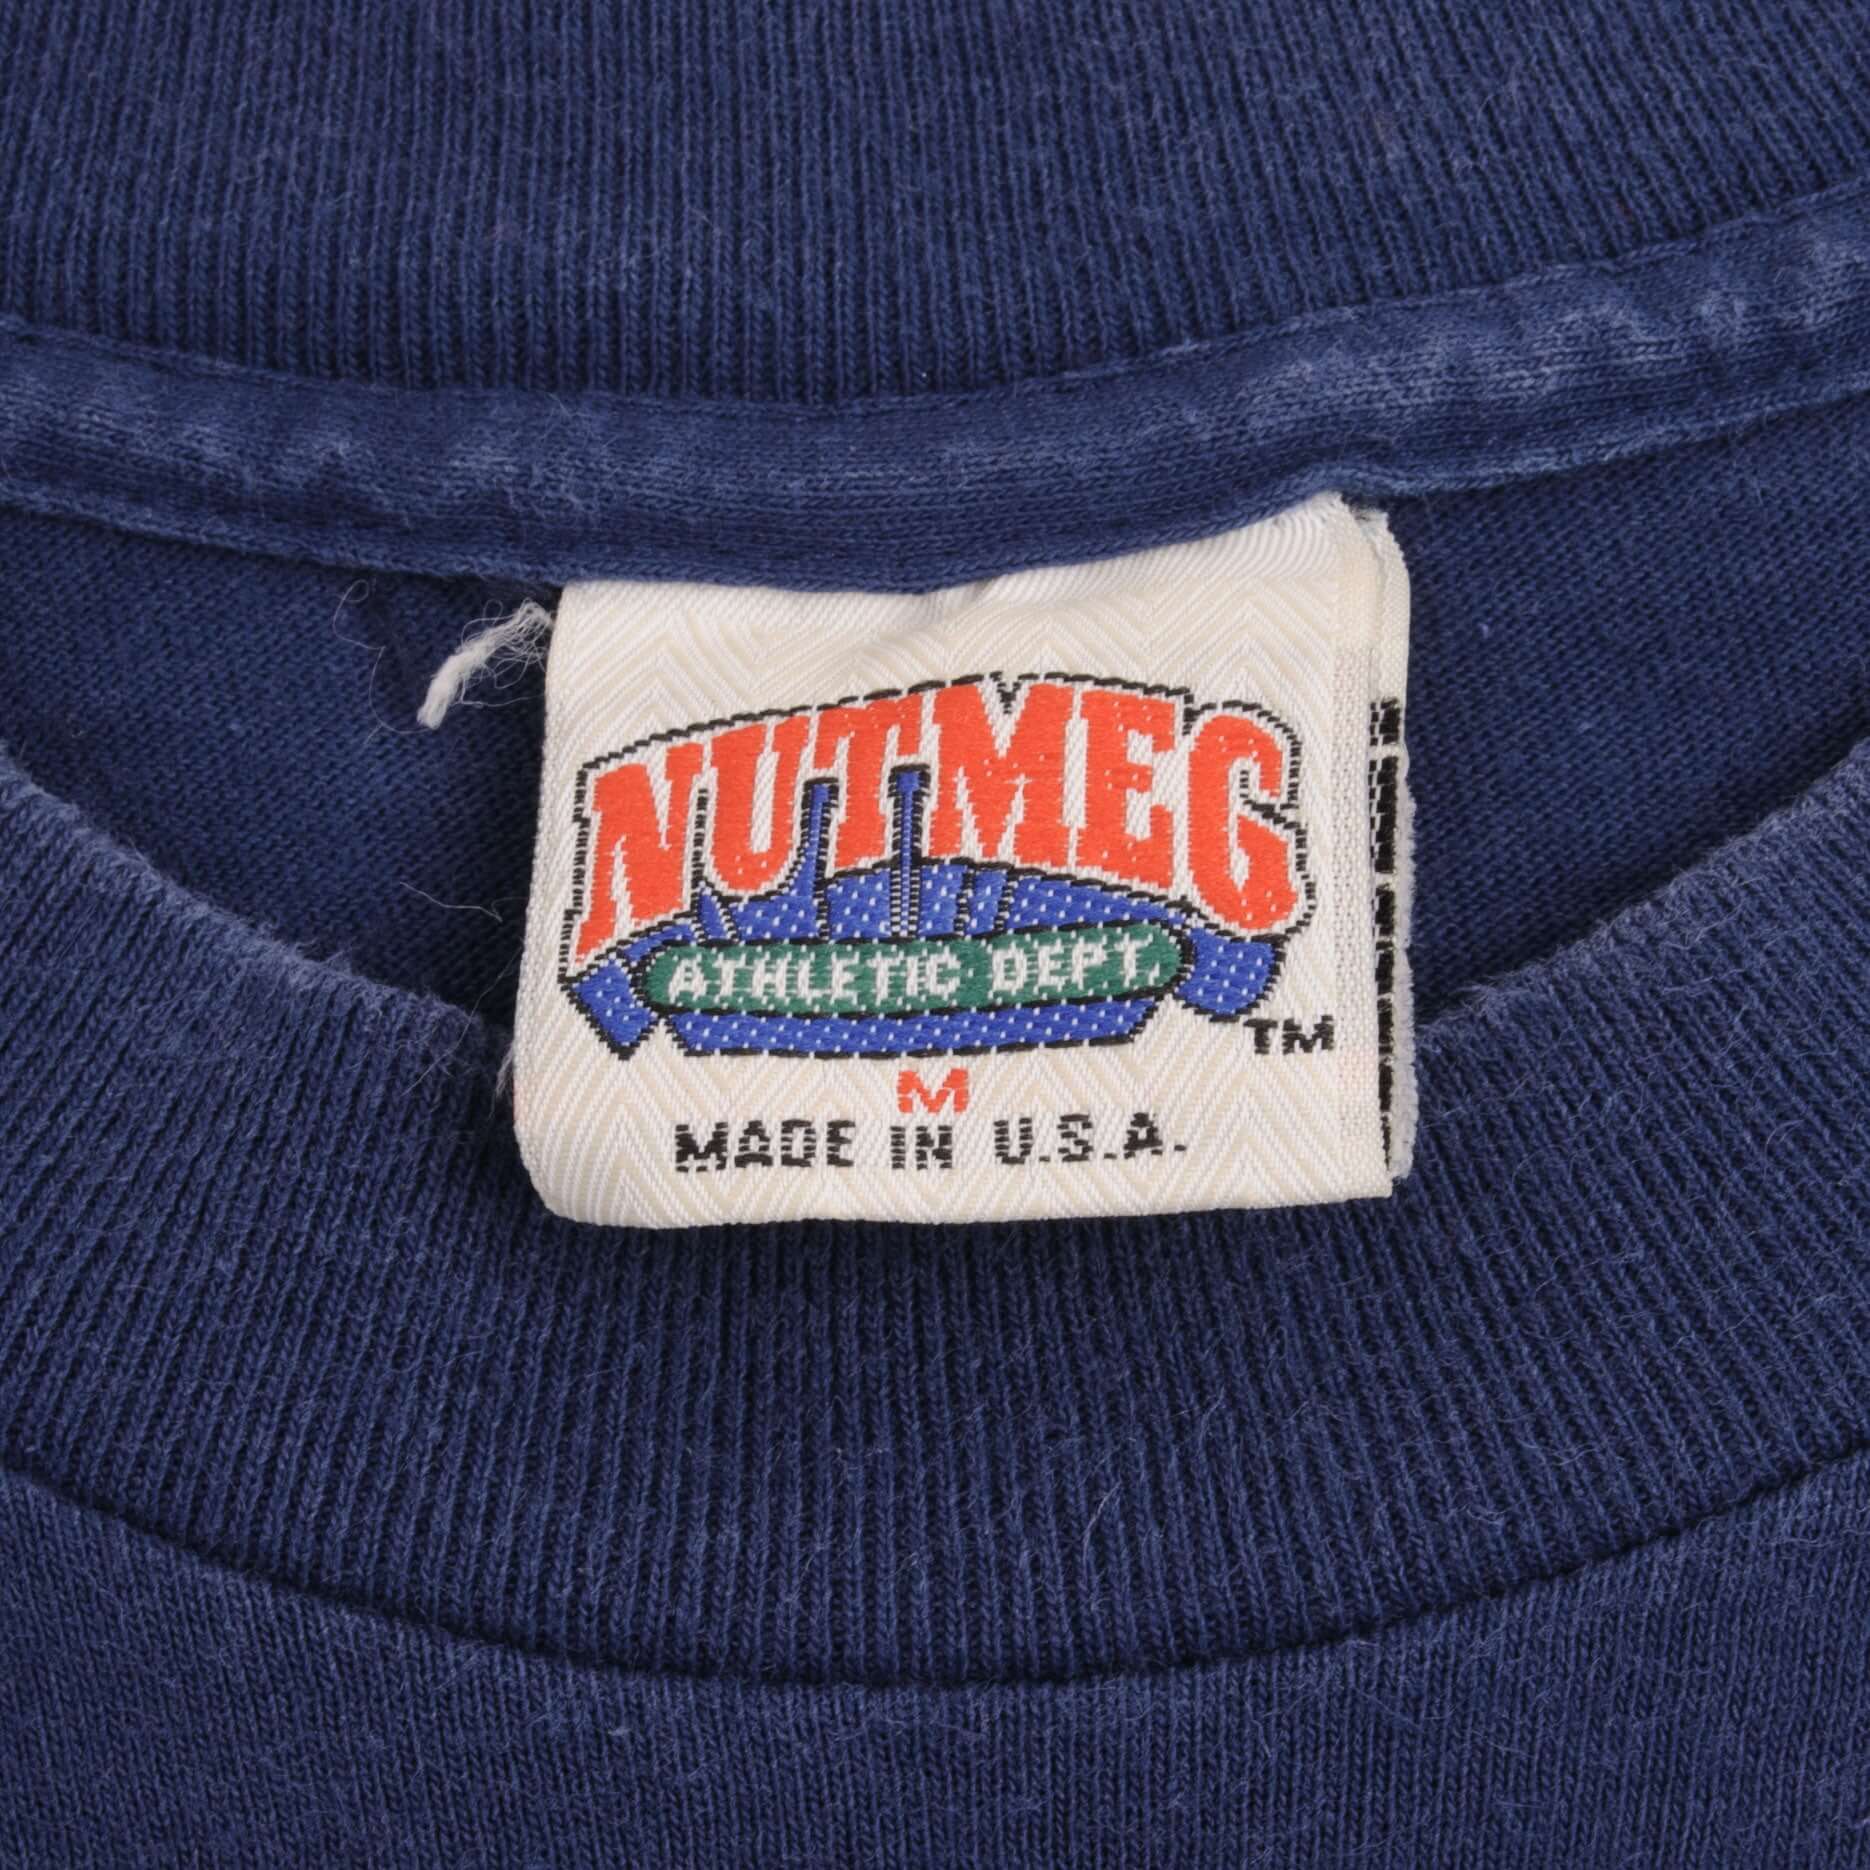 NUTMEG
ATHLETIC DEPT.
TM
M
MADE IN U.S.A.